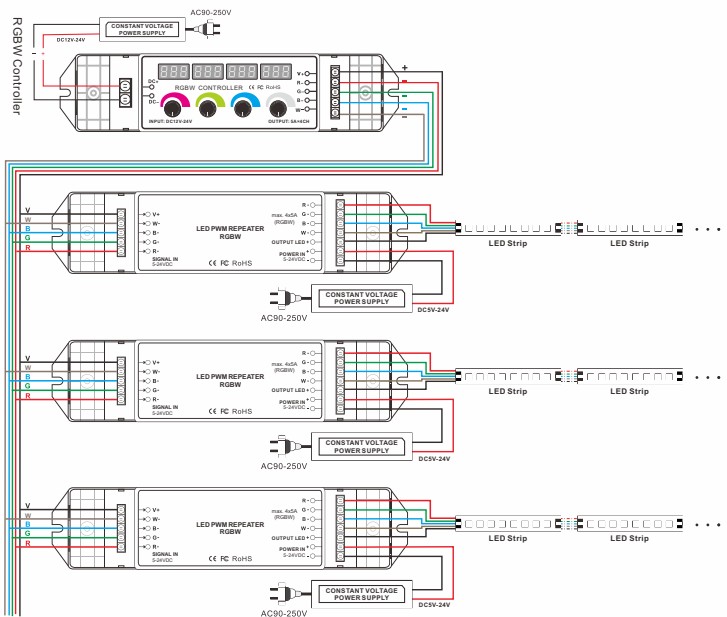 AC90-250V
CONSTANT VOLTAGE
POWER SUPPLY
DC12V-24V
RGBW Controller
DC+
DC-
888 888 888 888
RGBW CONTROLLER CE FC RoHS
INPUT: DC12V-24V
OUTPUT: 5A×4CH
V+
R-
G-
B-
W-
+
-
-
-
-
V
W
B
G
R
V+
W-
B-
G-
R-
SIGNAL IN
5-24VDC
LED PWM REPEATER
RGBW
CE FC RoHS
max. 4x5A
(RGBW)
R-
G-
B-
W-
OUTPUT LED+
POWER IN +
5-24VDC -
LED Strip
LED Strip
• • •
CONSTANT VOLTAGE
POWER SUPPLY
AC90-250V
DC5V-24V
V
W
B
G
R
V+
W-
B-
G-
R-
SIGNAL IN
5-24VDC
LED PWM REPEATER
RGBW
CE FC RoHS
max. 4x5A
(RGBW)
R-
G-
B-
W-
OUTPUT LED+
POWER IN +
5-24VDC -
LED Strip
LED Strip
• • •
CONSTANT VOLTAGE
POWER SUPPLY
AC90-250V
DC5V-24V
V
W
B
G
R
V+
W-
B-
G-
R-
SIGNAL IN
5-24VDC
LED PWM REPEATER
RGBW
CE FC RoHS
max. 4x5A
(RGBW)
R-
G-
B-
W-
OUTPUT LED+
POWER IN +
5-24VDC -
LED Strip
LED Strip
• • •
CONSTANT VOLTAGE
POWER SUPPLY
AC90-250V
DC5V-24V